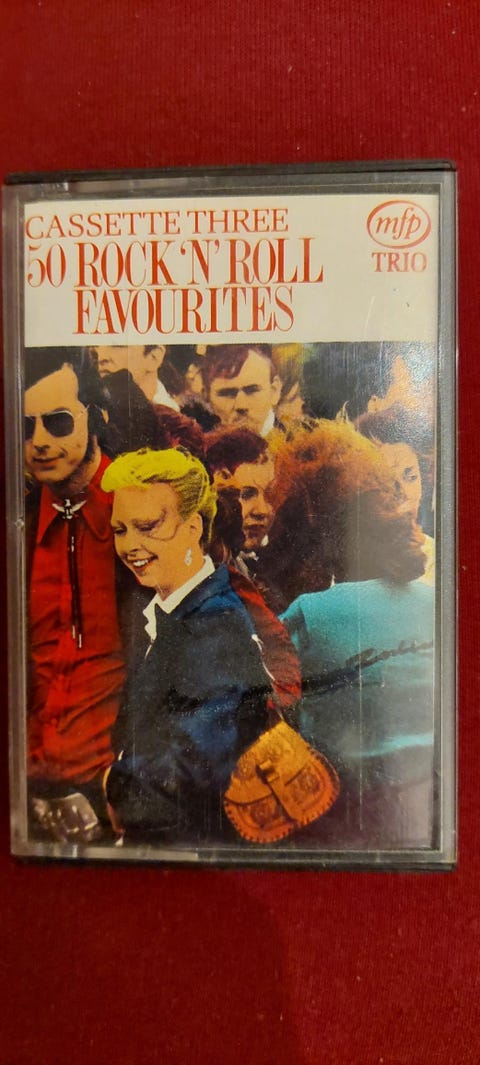 CASSETTE THREE
50 ROCK 'N' ROLL
FAVOURITES
mfp
TRIO